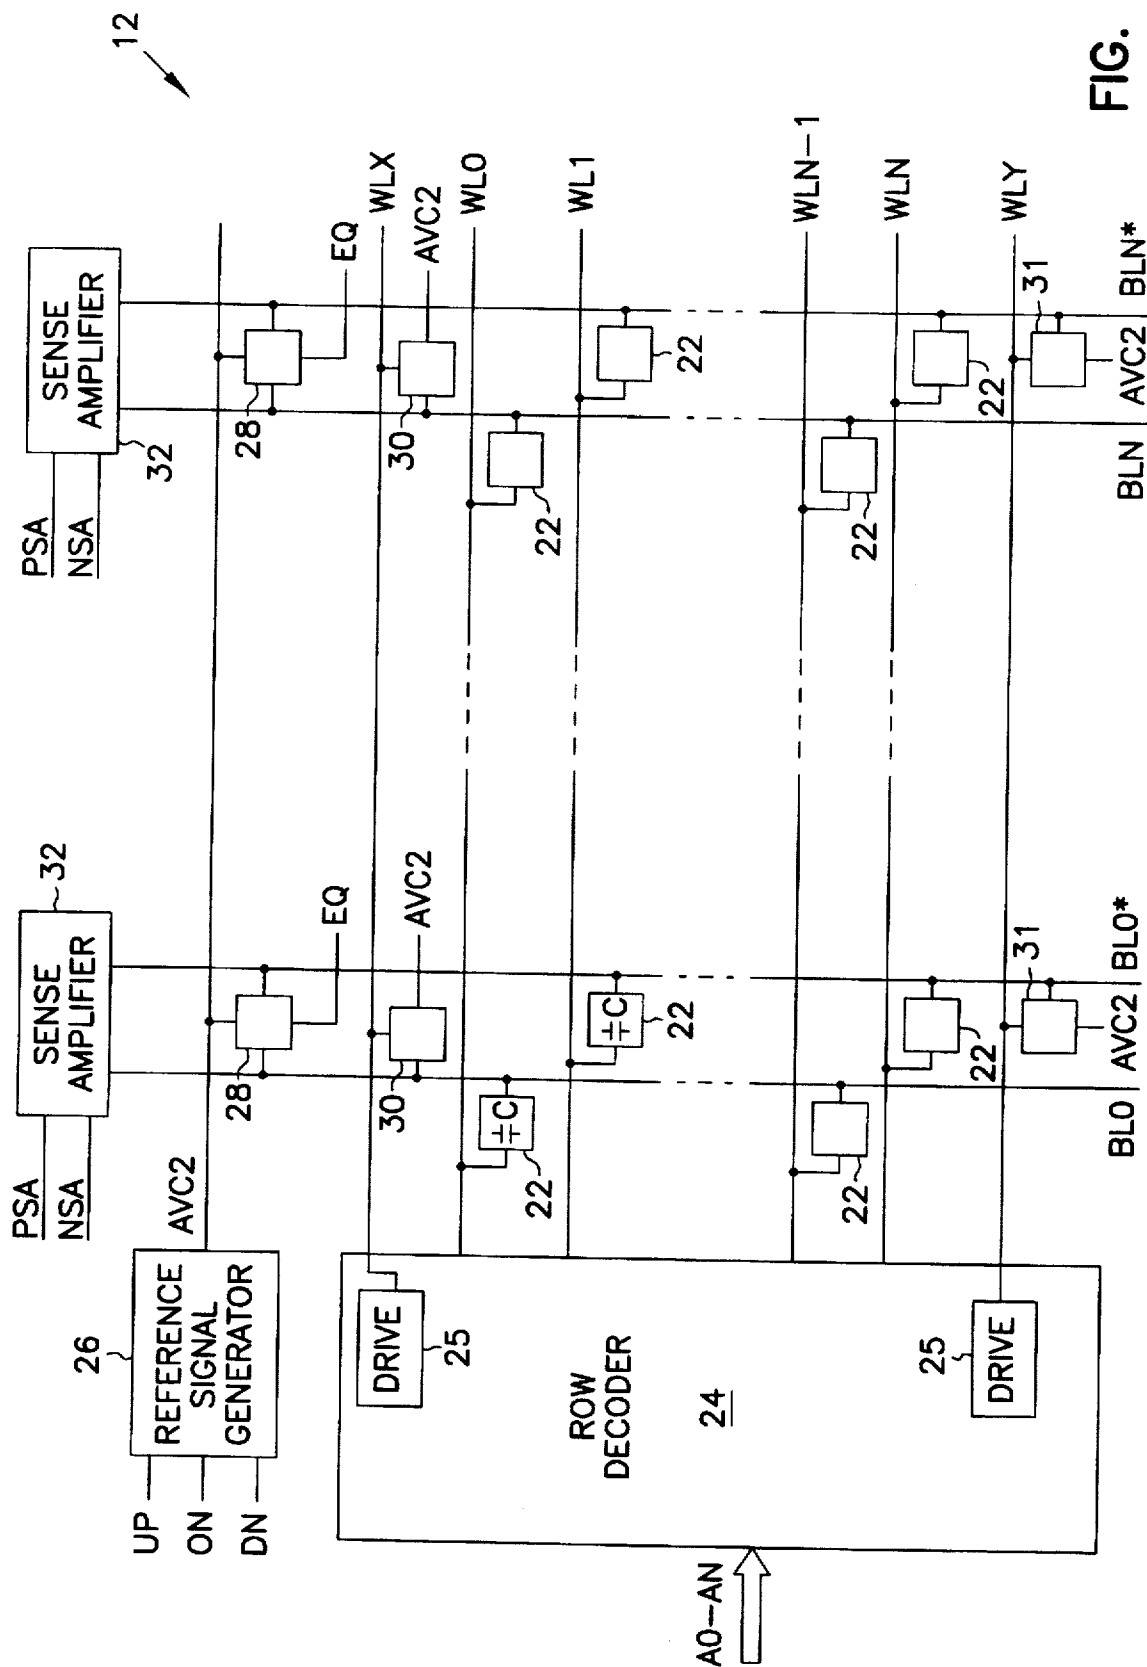 12
PSA
NSA
SENSE
AMPLIFIER
32
PSA
NSA
SENSE
AMPLIFIER
32
UP
ON
DN
26
REFERENCE
SIGNAL
GENERATOR
AVC2
28
EQ
28
EQ
DRIVE
25
30
AVC2
30
AVC2
WLX
WL0
22
C
22
22
C
22
WL1
ROW
DECODER
24
A0-AN
22
22
WLN-1
22
22
WLN
25
DRIVE
31
31
WLY
BL0
AVC2
BL0*
BLN
AVC2
BLN*
FIG.